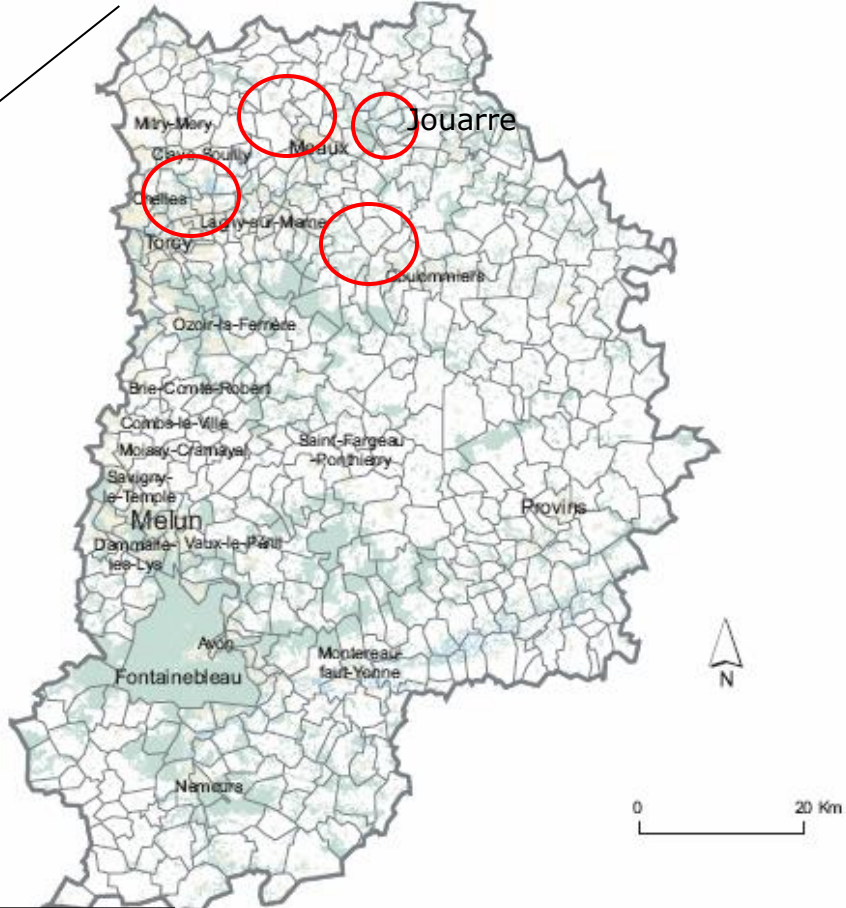 Jouarre
Mitry-Mory
Meaux
Claye-Souilly
Chelles
Lagny-sur-Marne
Torcy
Coulommiers
Ozoir-la-Ferrière
Brie-Comte-Robert
Combs-la-Ville
Moissy-Cramayel
Saint-Fargeau
-Ponthierry
Savigny-
le-Temple
Provins
Melun
Dammarie-
les-Lys
Vaux-le-Pénil
Avon
Montereau-
faut-Yonne
Fontainebleau
N
Nemours
0 20 Km